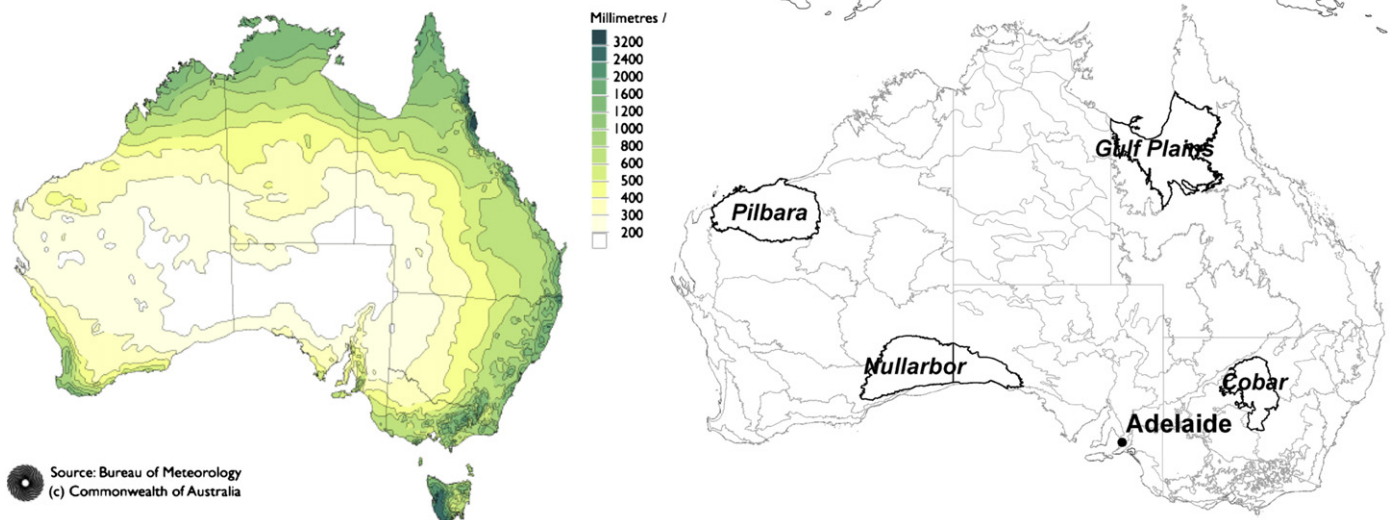 Millimetres /
3200
2400
2000
1600
1200
1000
800
600
500
400
300
200
Source: Bureau of Meteorology
(c) Commonwealth of Australia
Gulf Plains
Pilbara
Nullarbor
Cobar
Adelaide